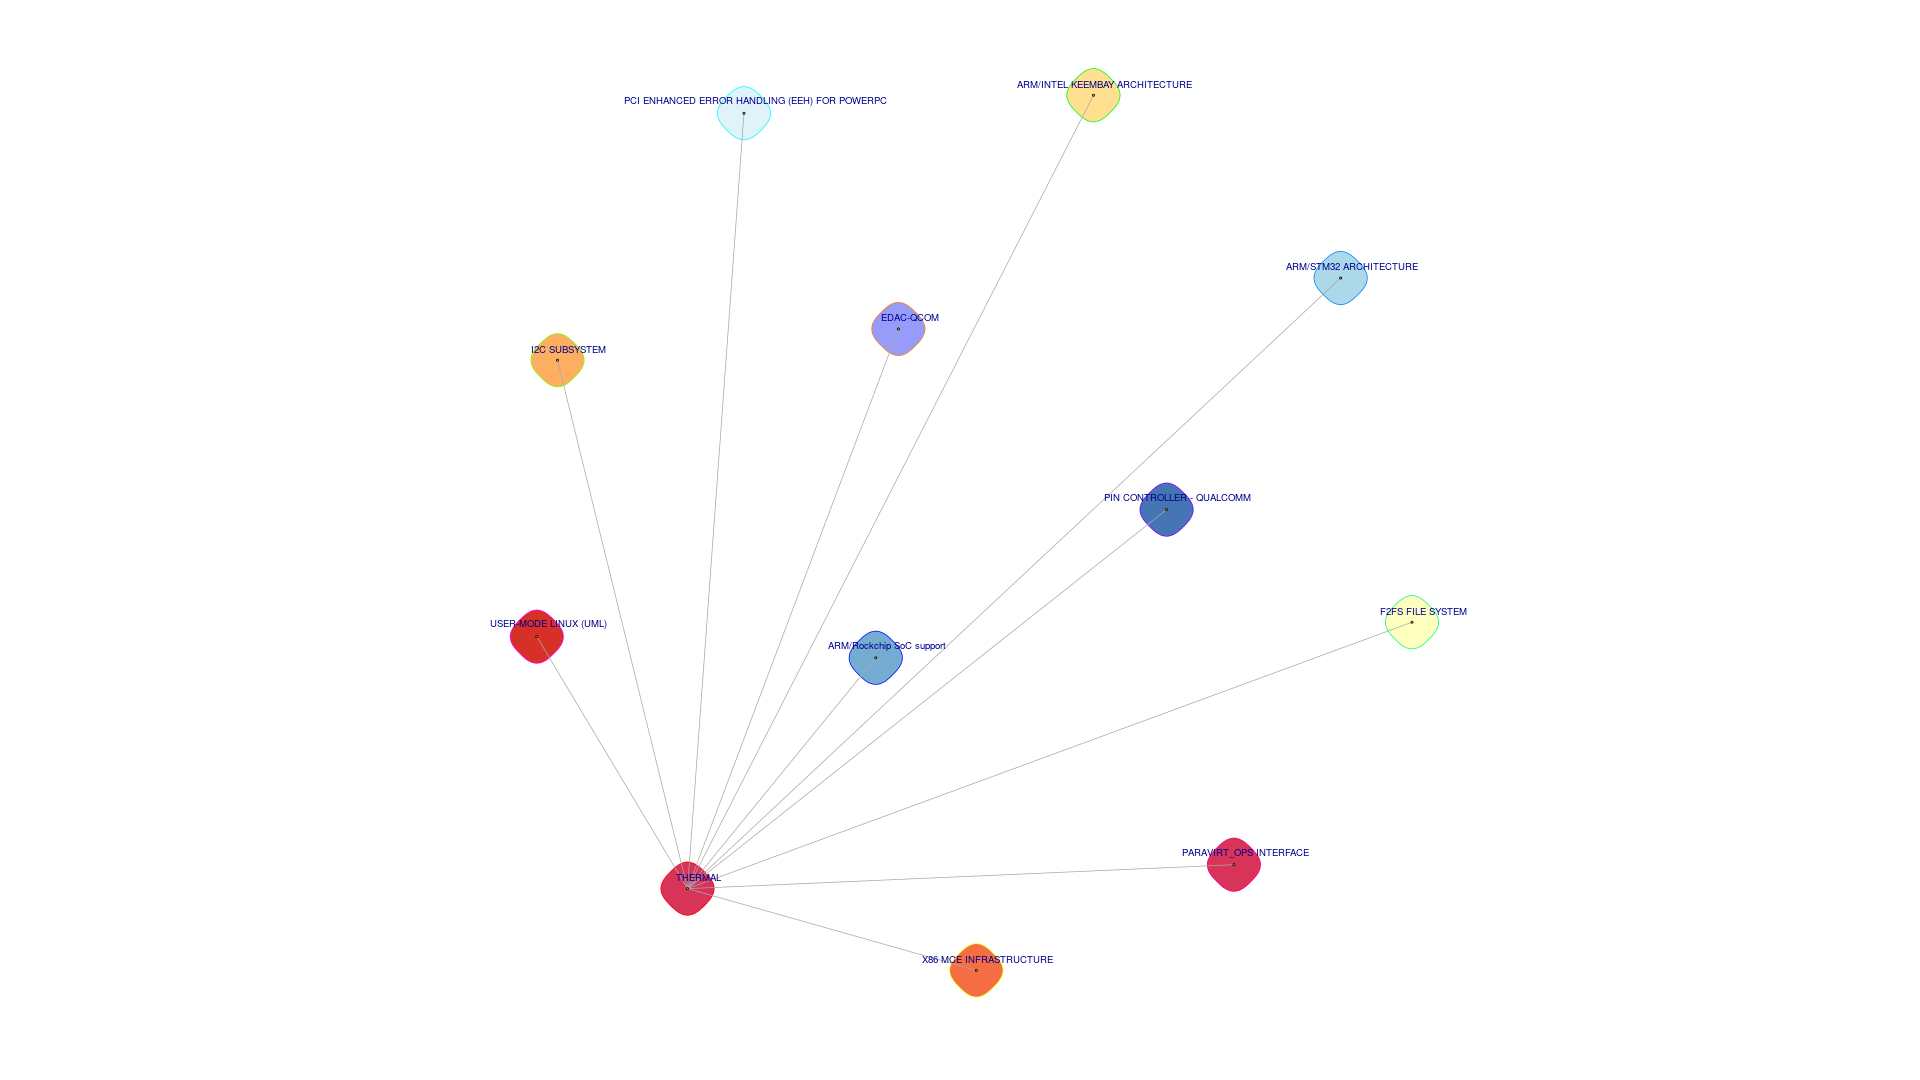 ARM/INTEL KEEMBAY ARCHITECTURE
PCI ENHANCED ERROR HANDLING (EEH) FOR POWERPC
ARM/STM32 ARCHITECTURE
EDAC-QCOM
I2C SUBSYSTEM
PIN CONTROLLER - QUALCOMM
F2FS FILE SYSTEM
USER-MODE LINUX (UML)
ARM/Rockchip SoC support
PARAVIRT_OPS INTERFACE
THERMAL
X86 MCE INFRASTRUCTURE